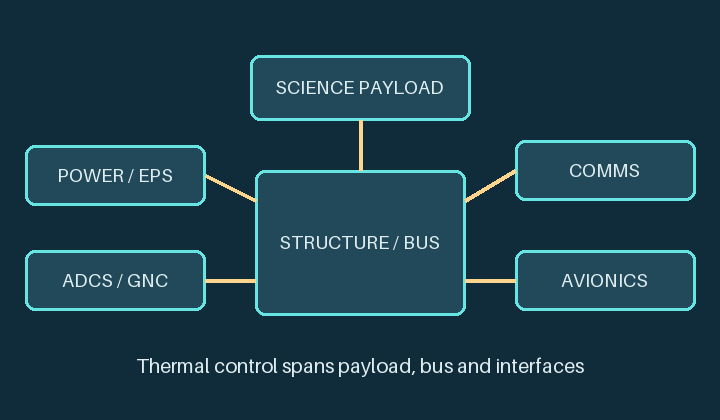 SCIENCE PAYLOAD
POWER / EPS
COMMS
STRUCTURE / BUS
ADCS / GNC
AVIONICS
Thermal control spans payload, bus and interfaces